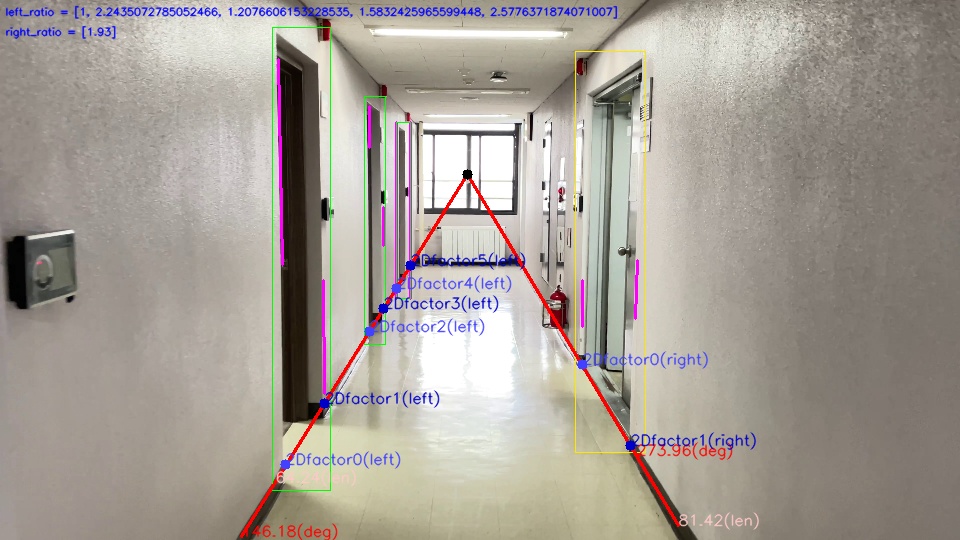 left_ratio = [1, 2.2435072785052466, 1.2076606153228535, 1.5832425965599448, 2.5776371874071007]
right_ratio = [1.93]
2Dfactor5(left)
2Dfactor4(left)
2Dfactor3(left)
2Dfactor2(left)
2Dfactor0(right)
2Dfactor1(left)
2Dfactor1(right)
273.96(deg)
2Dfactor0(left)
81.42(len)
146.18(deg)